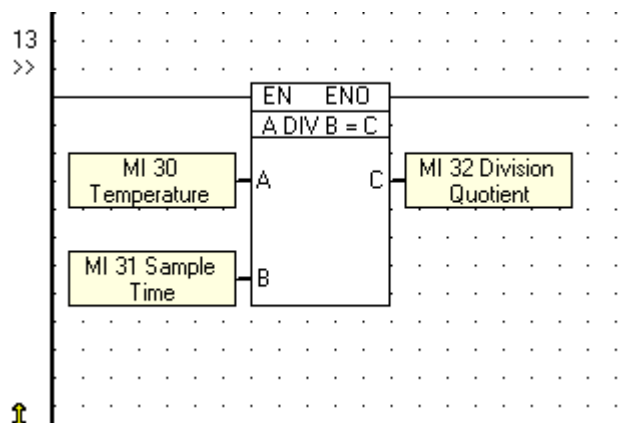 13
>>
EN ENO
A DIV B = C
MI 30
Temperature
A
C
MI 32 Division
Quotient
MI 31 Sample
Time
B